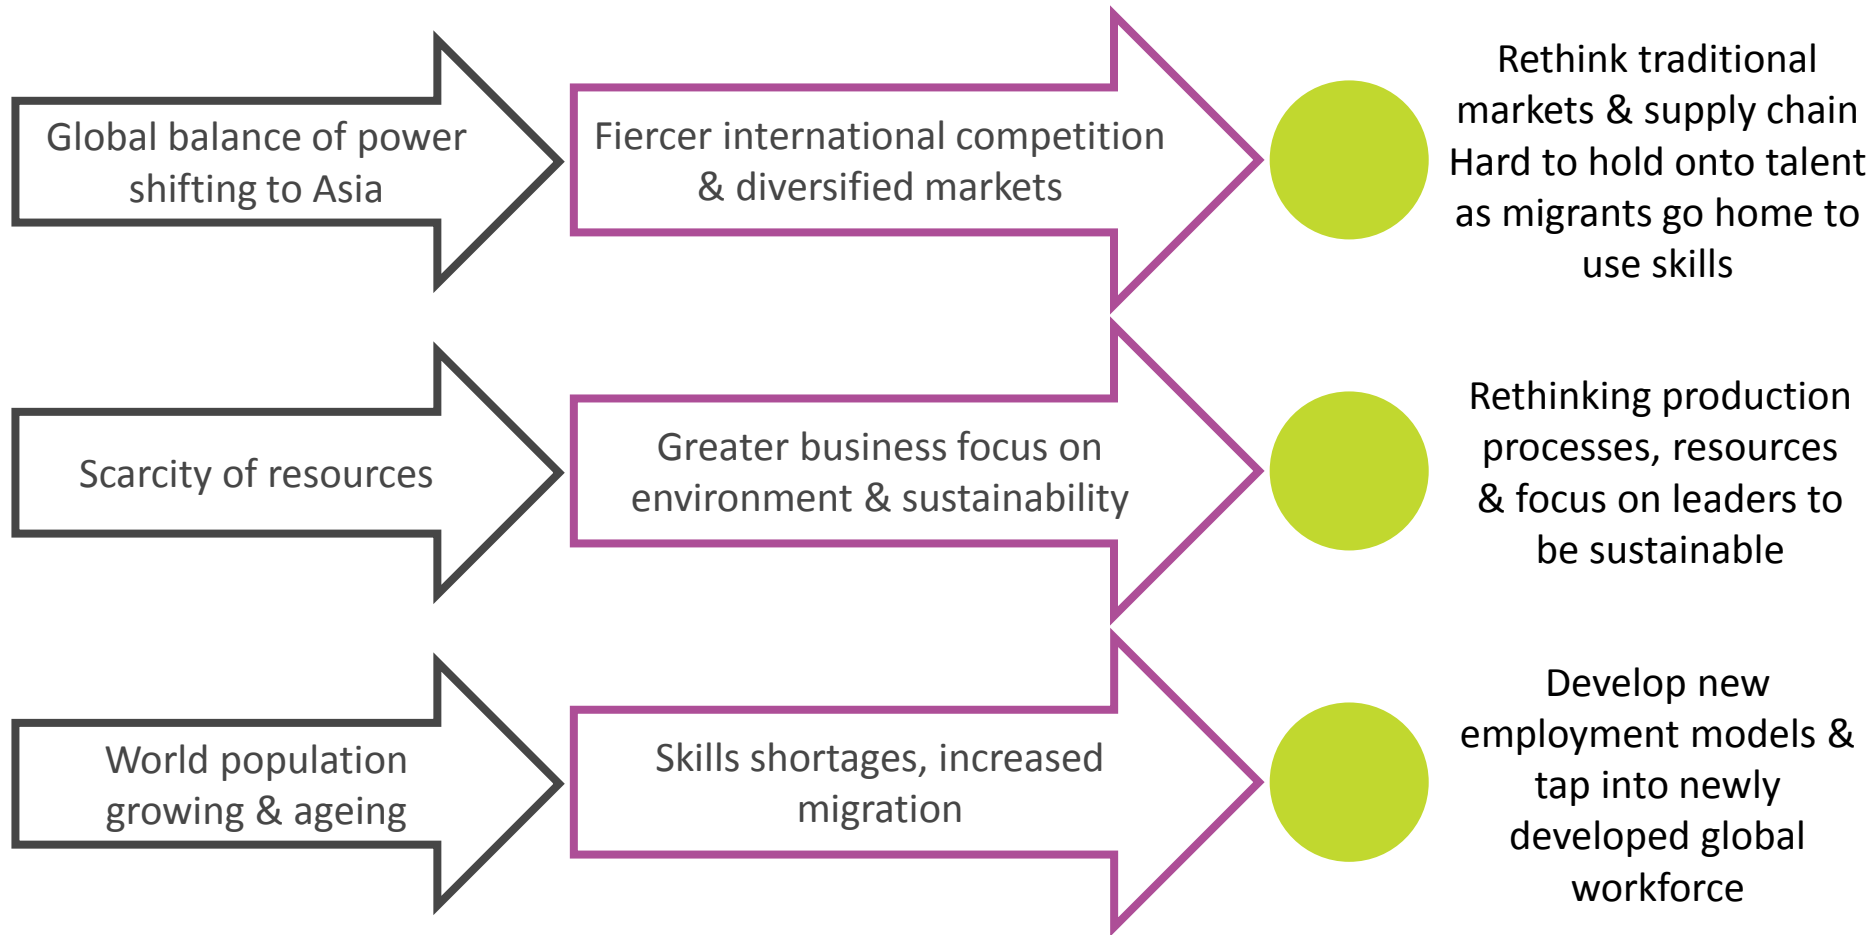 Global balance of power
shifting to Asia
Fiercer international competition
& diversified markets
Rethink traditional
markets & supply chain
Hard to hold onto talent
as migrants go home to
use skills
Scarcity of resources
Greater business focus on
environment & sustainability
Rethinking production
processes, resources
& focus on leaders to
be sustainable
World population
growing & ageing
Skills shortages, increased
migration
Develop new
employment models &
tap into newly
developed global
workforce